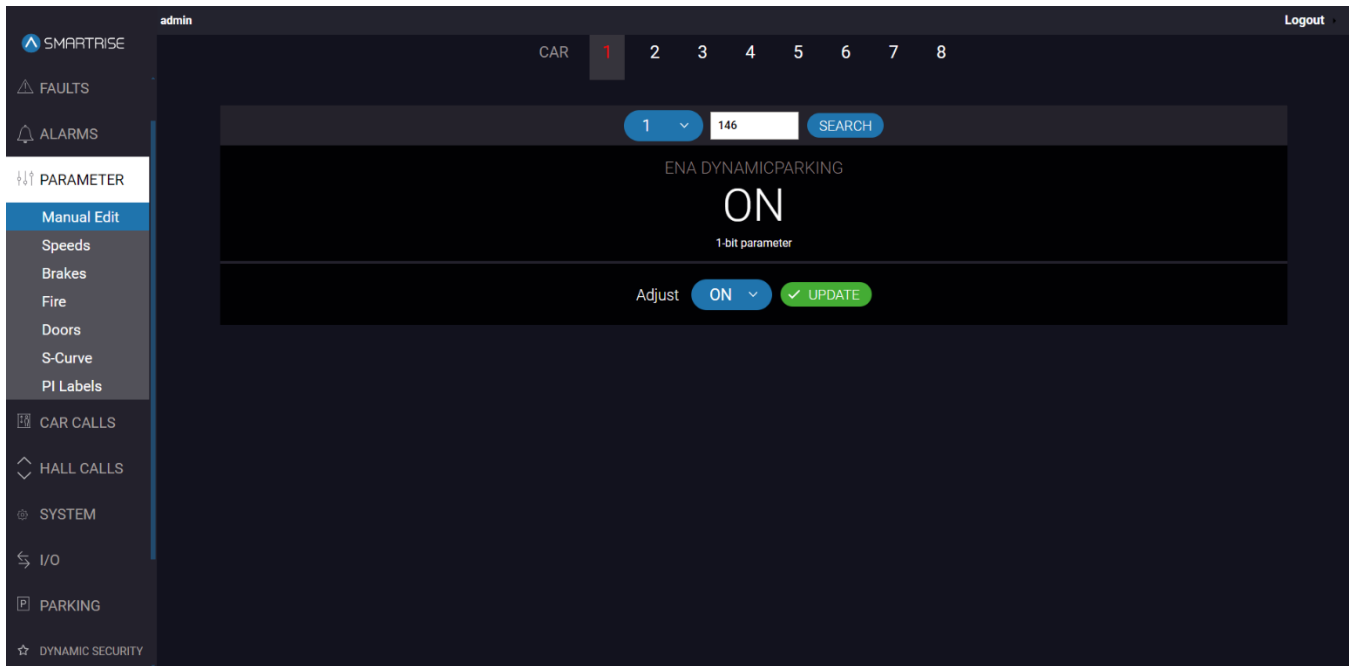 admin
Logout
SMARTRISE
CAR 1 2 3 4 5 6 7 8
FAULTS
ALARMS
PARAMETER
Manual Edit
Speeds
Brakes
Fire
Doors
S-Curve
PI Labels
CAR CALLS
HALL CALLS
SYSTEM
I/O
P PARKING
DYNAMIC SECURITY
1 146 SEARCH
ENA DYNAMICPARKING
ON
1-bit parameter
Adjust ON UPDATE